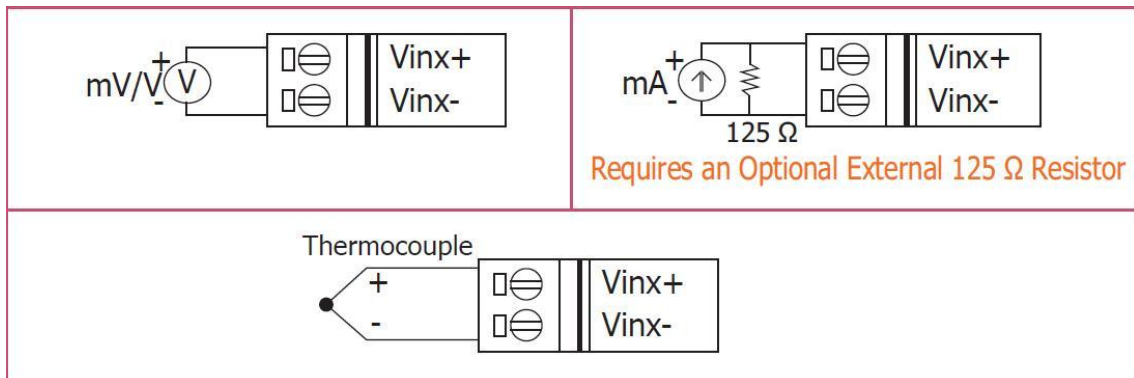 +
mV/V
V
-
Vinx+
Vinx-
+
mA
-
125 Ω
Vinx+
Vinx-
Requires an Optional External 125 Ω Resistor
Thermocouple
+
-
Vinx+
Vinx-